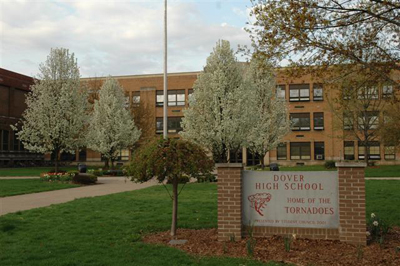 DOVER
HIGH SCHOOL
HOME OF THE
TORNADOES